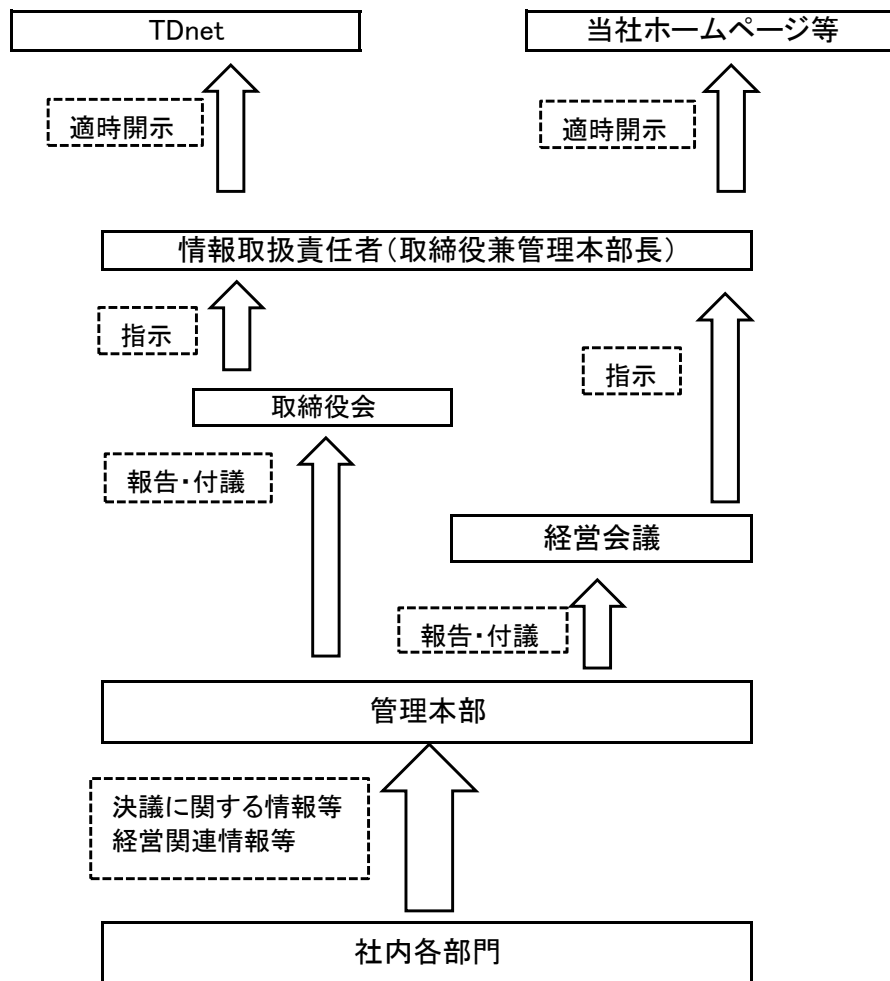 TDnet
当社ホームページ等
適時開示
適時開示
情報取扱責任者(取締役兼管理本部長)
指示
指示
取締役会
報告・付議
経営会議
報告・付議
管理本部
決議に関する情報等
経営関連情報等
社内各部門